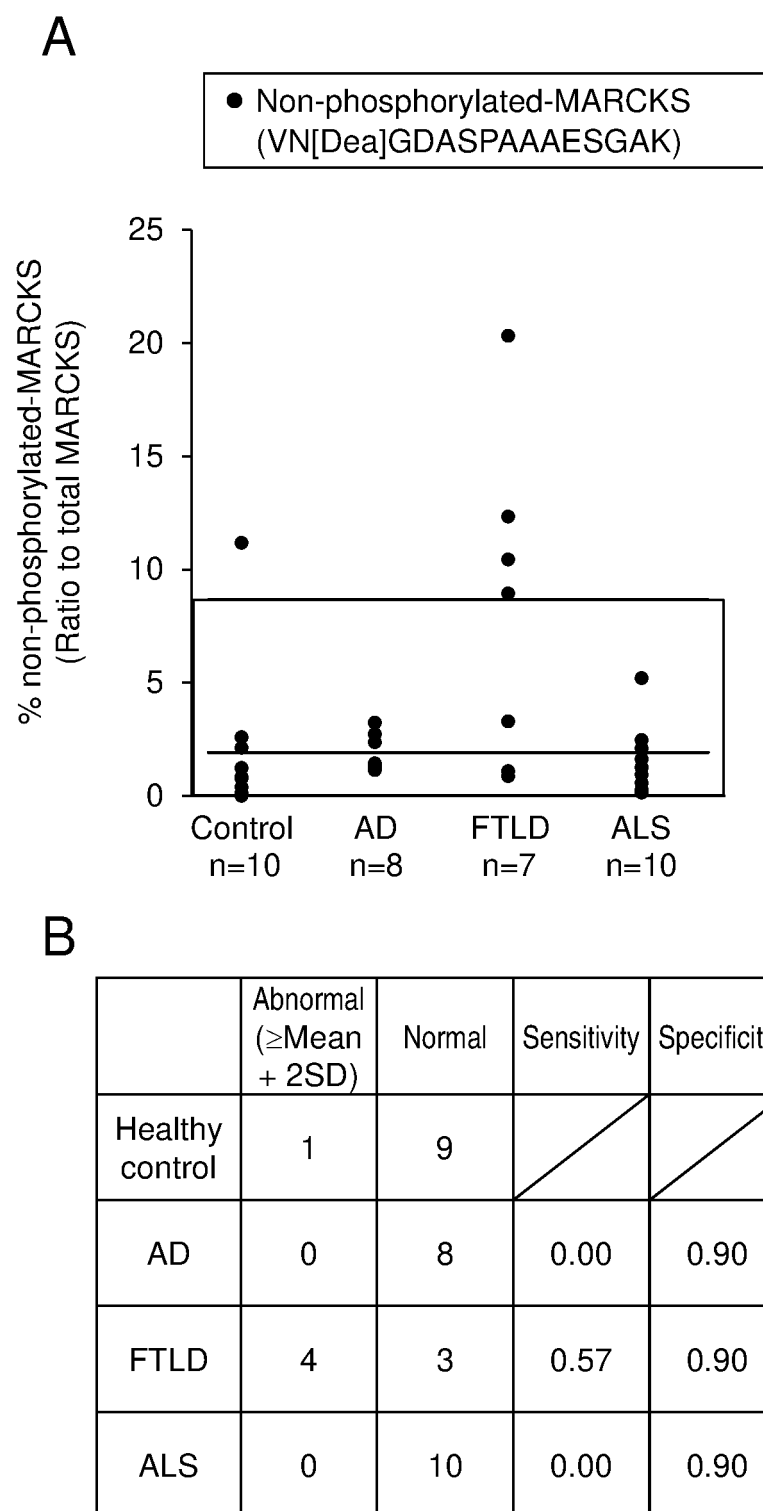 A
Non-phosphorylated-MARCKS
(VN[Dea]GDASPAAAESGAK)
% non-phosphorylated-MARCKS
(Ratio to total MARCKS)
25
20
15
10
5
0
Control AD FTLD ALS
n=10 n=8 n=7 n=10
B
Abnormal
(≥Mean
+ 2SD)
Normal
Sensitivity
Specificit
Healthy
control
1 9
AD 0 8 0.00 0.90
FTLD 4 3 0.57 0.90
ALS 0 10 0.00 0.90